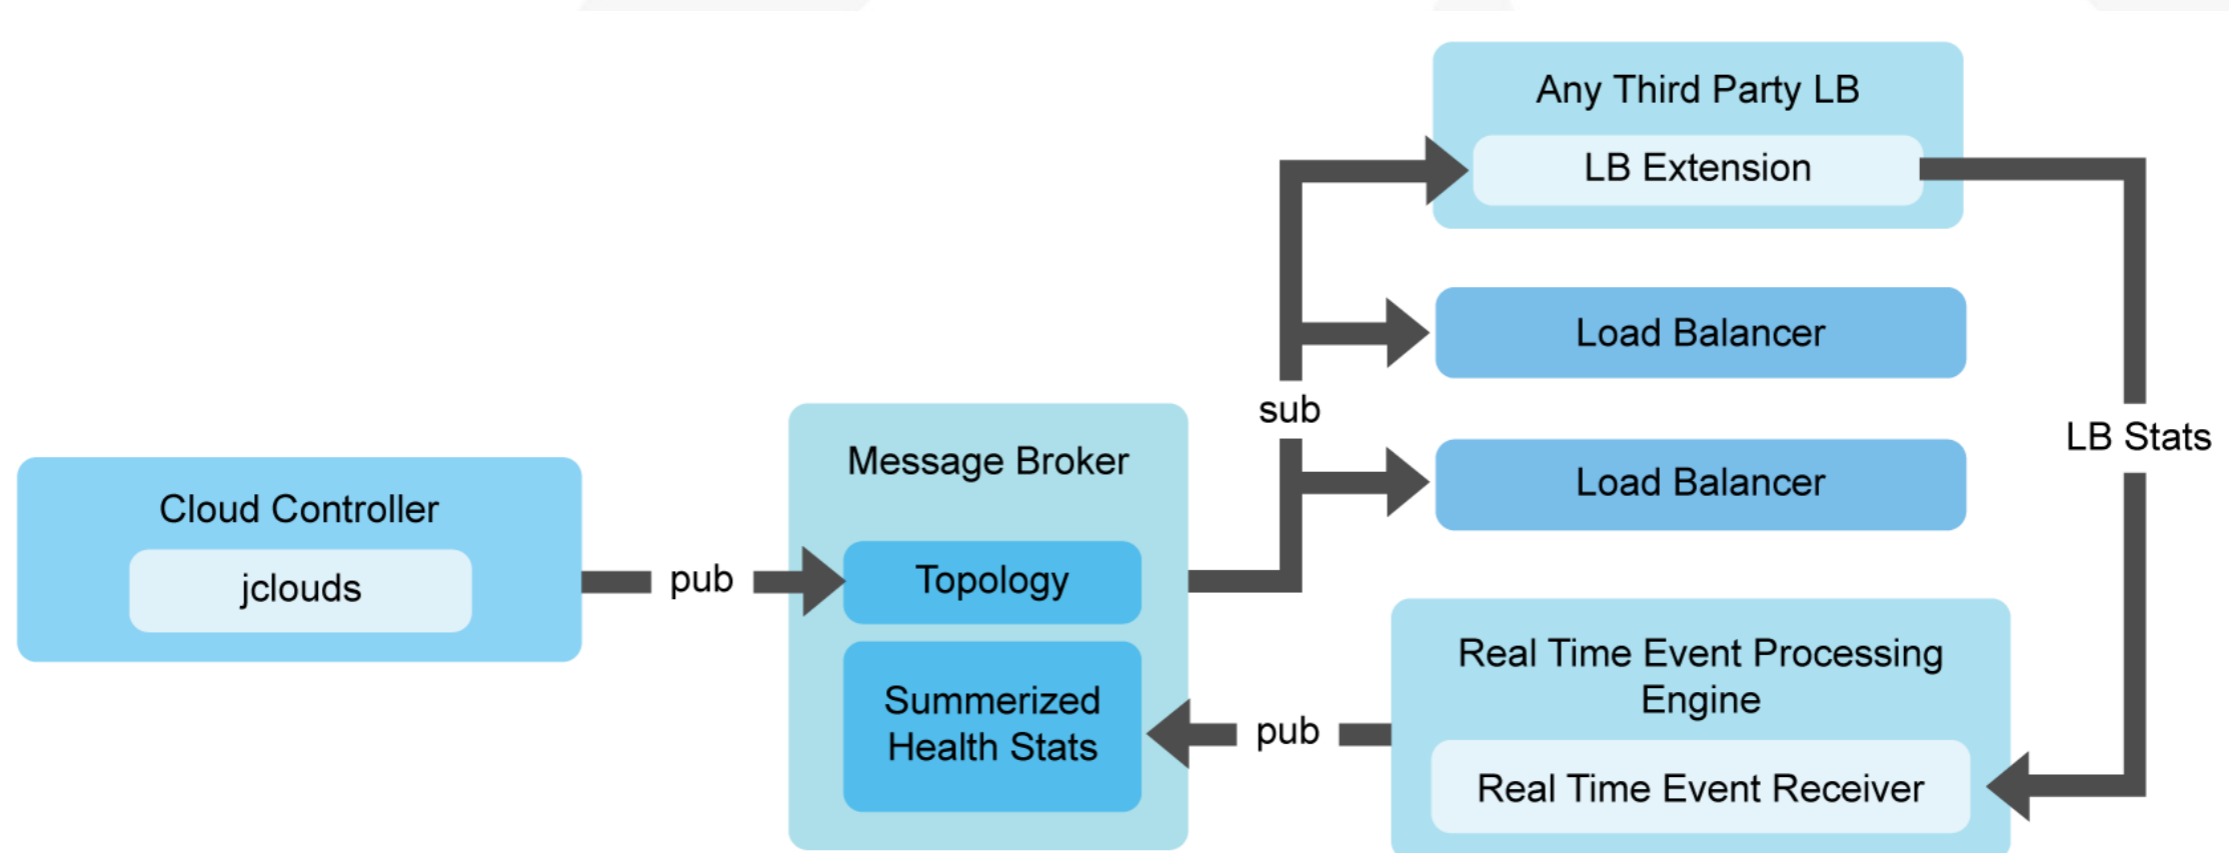 Any Third Party LB
LB Extension
Load Balancer
sub
LB Stats
Message Broker
Load Balancer
Cloud Controller
jclouds
pub
Topology
Real Time Event Processing
Engine
Summerized
Health Stats
pub
Real Time Event Receiver